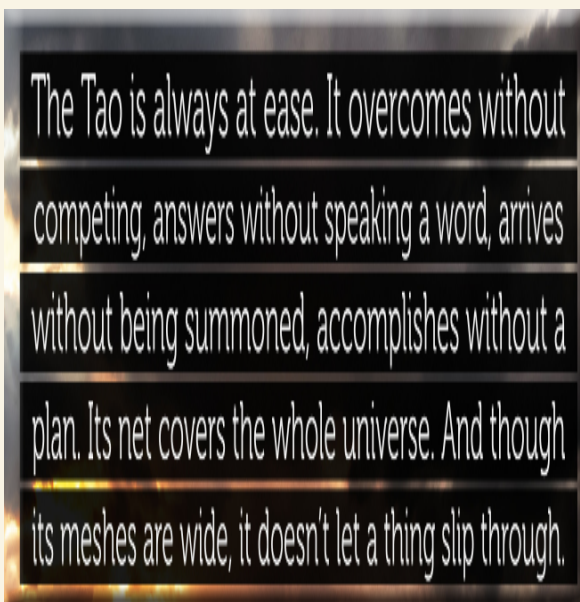 The Tao is always at ease. It overcomes without
competing, answers without speaking a word, arrives
without being summoned, accomplishes without a
plan. Its net covers the whole universe. And though
its meshes are wide, it doesn't let a thing slip through.